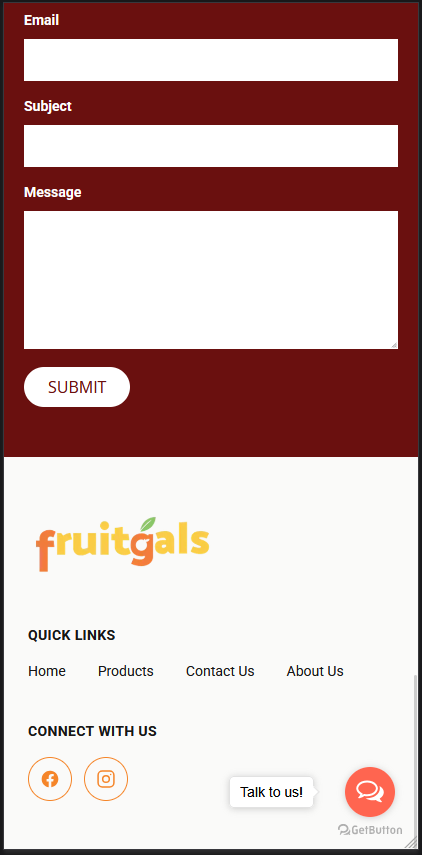 Email
Subject
Message
SUBMIT
fruitgals
QUICK LINKS
Home Products Contact Us About Us
CONNECT WITH US
Talk to us!
GetButton